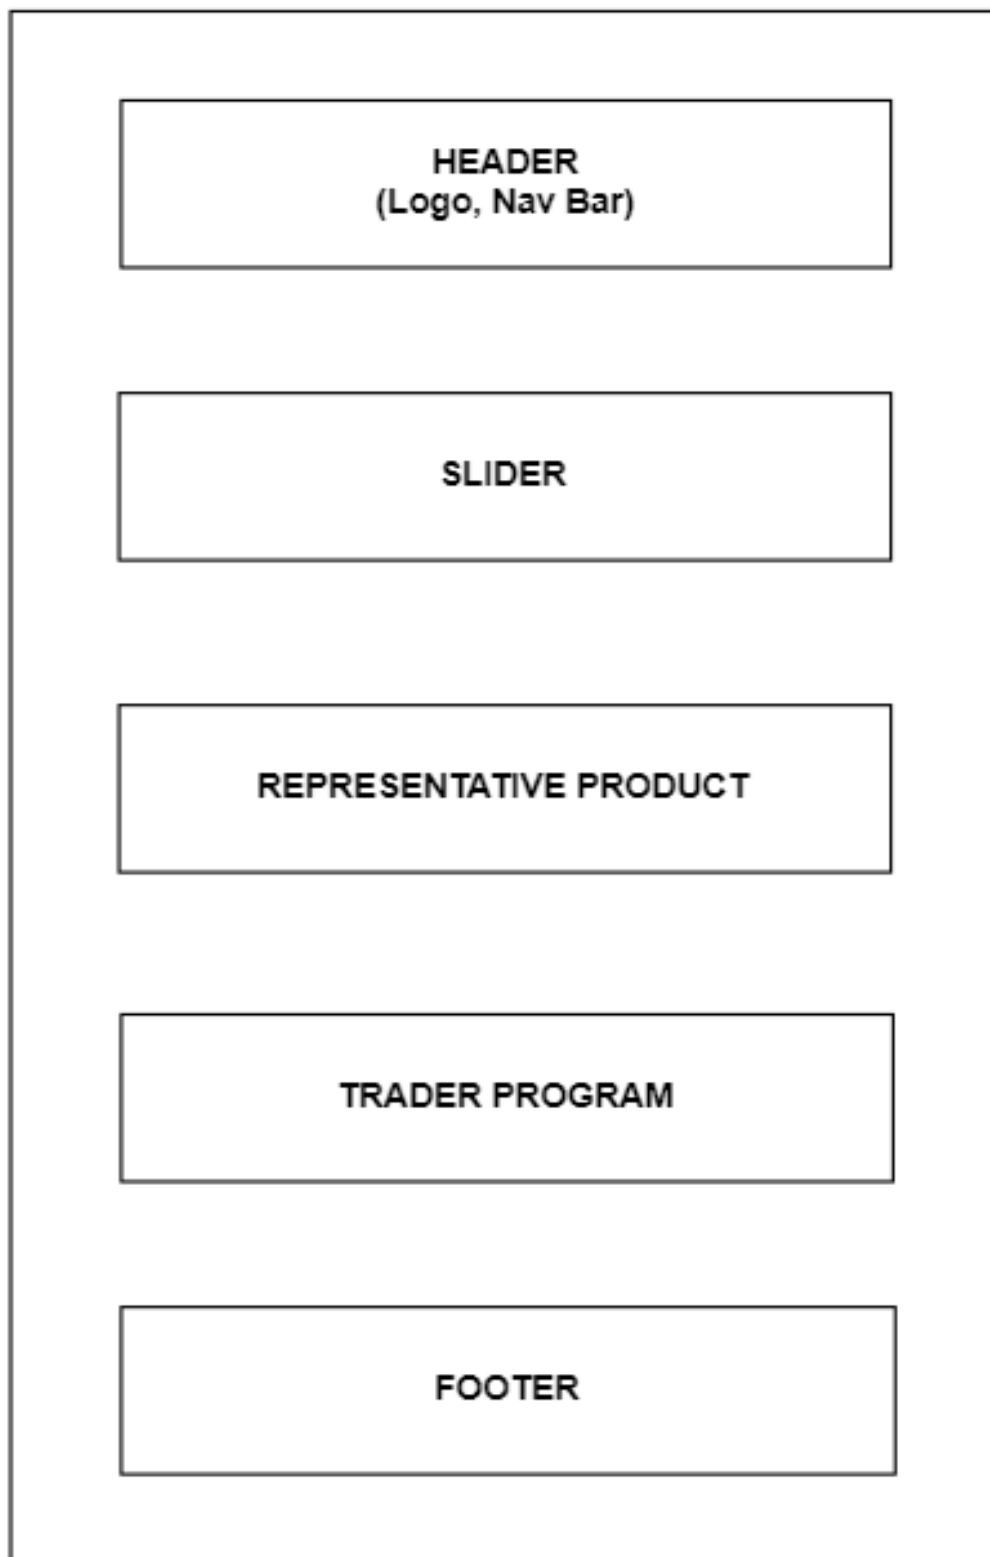 HEADER
(Logo, Nav Bar)
SLIDER
REPRESENTATIVE PRODUCT
TRADER PROGRAM
FOOTER